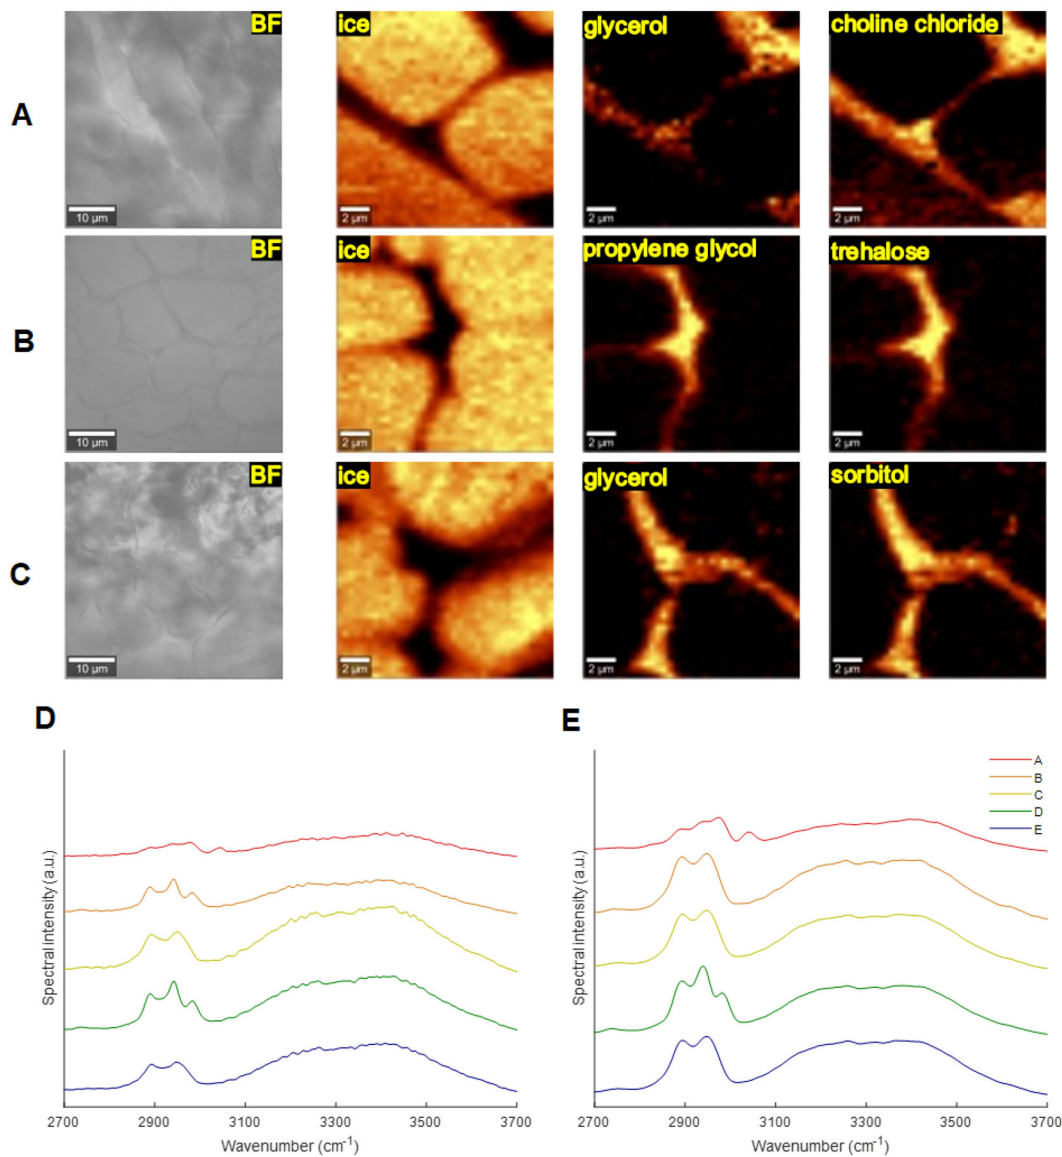 A
BF
10 µm
ice
2 µm
glycerol
2 µm
choline chloride
2 µm
B
BF
10 µm
ice
2 µm
propylene glycol
2 µm
trehalose
2 µm
C
BF
10 µm
ice
2 µm
glycerol
2 µm
sorbitol
2 µm
D
Spectral intensity (a.u.)
2700 2900 3100 3300 3500 3700
Wavenumber (cm⁻¹)
E
A
B
C
D
E
Spectral intensity (a.u.)
2700 2900 3100 3300 3500 3700
Wavenumber (cm⁻¹)